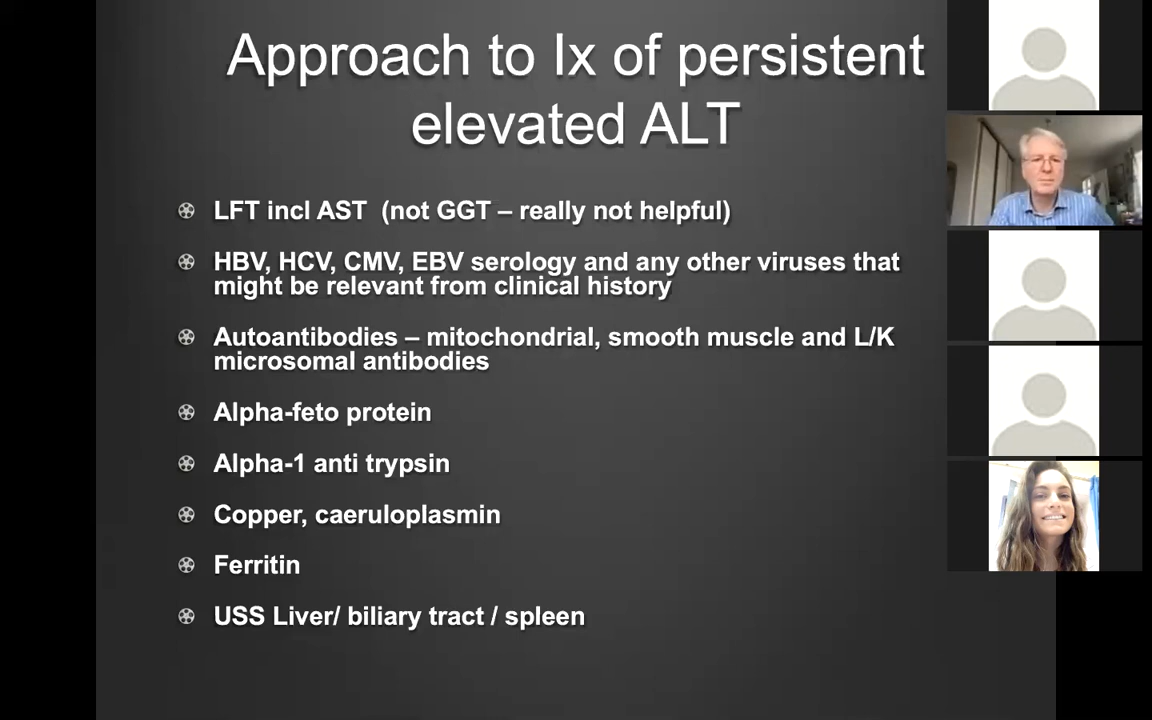 Approach to Ix of persistent
elevated ALT
LFT incl AST (not GGT – really not helpful)
HBV, HCV, CMV, EBV serology and any other viruses that
might be relevant from clinical history
Autoantibodies – mitochondrial, smooth muscle and L/K
microsomal antibodies
Alpha-feto protein
Alpha-1 anti trypsin
Copper, caeruloplasmin
Ferritin
USS Liver/ biliary tract / spleen